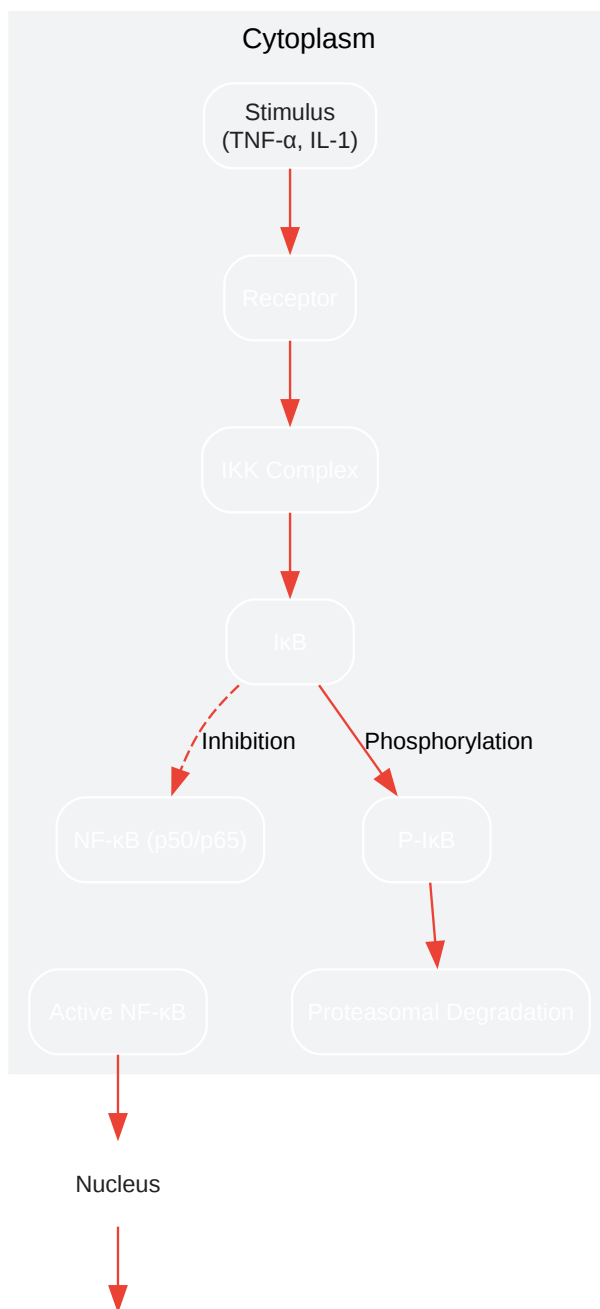 Cytoplasm
Stimulus
(TNF-α, IL-1)
Receptor
IKK Complex
IκB
Inhibition
Phosphorylation
NF-κB (p50/p65)
P-IκB
Active NF-κB
Proteasomal Degradation
Nucleus